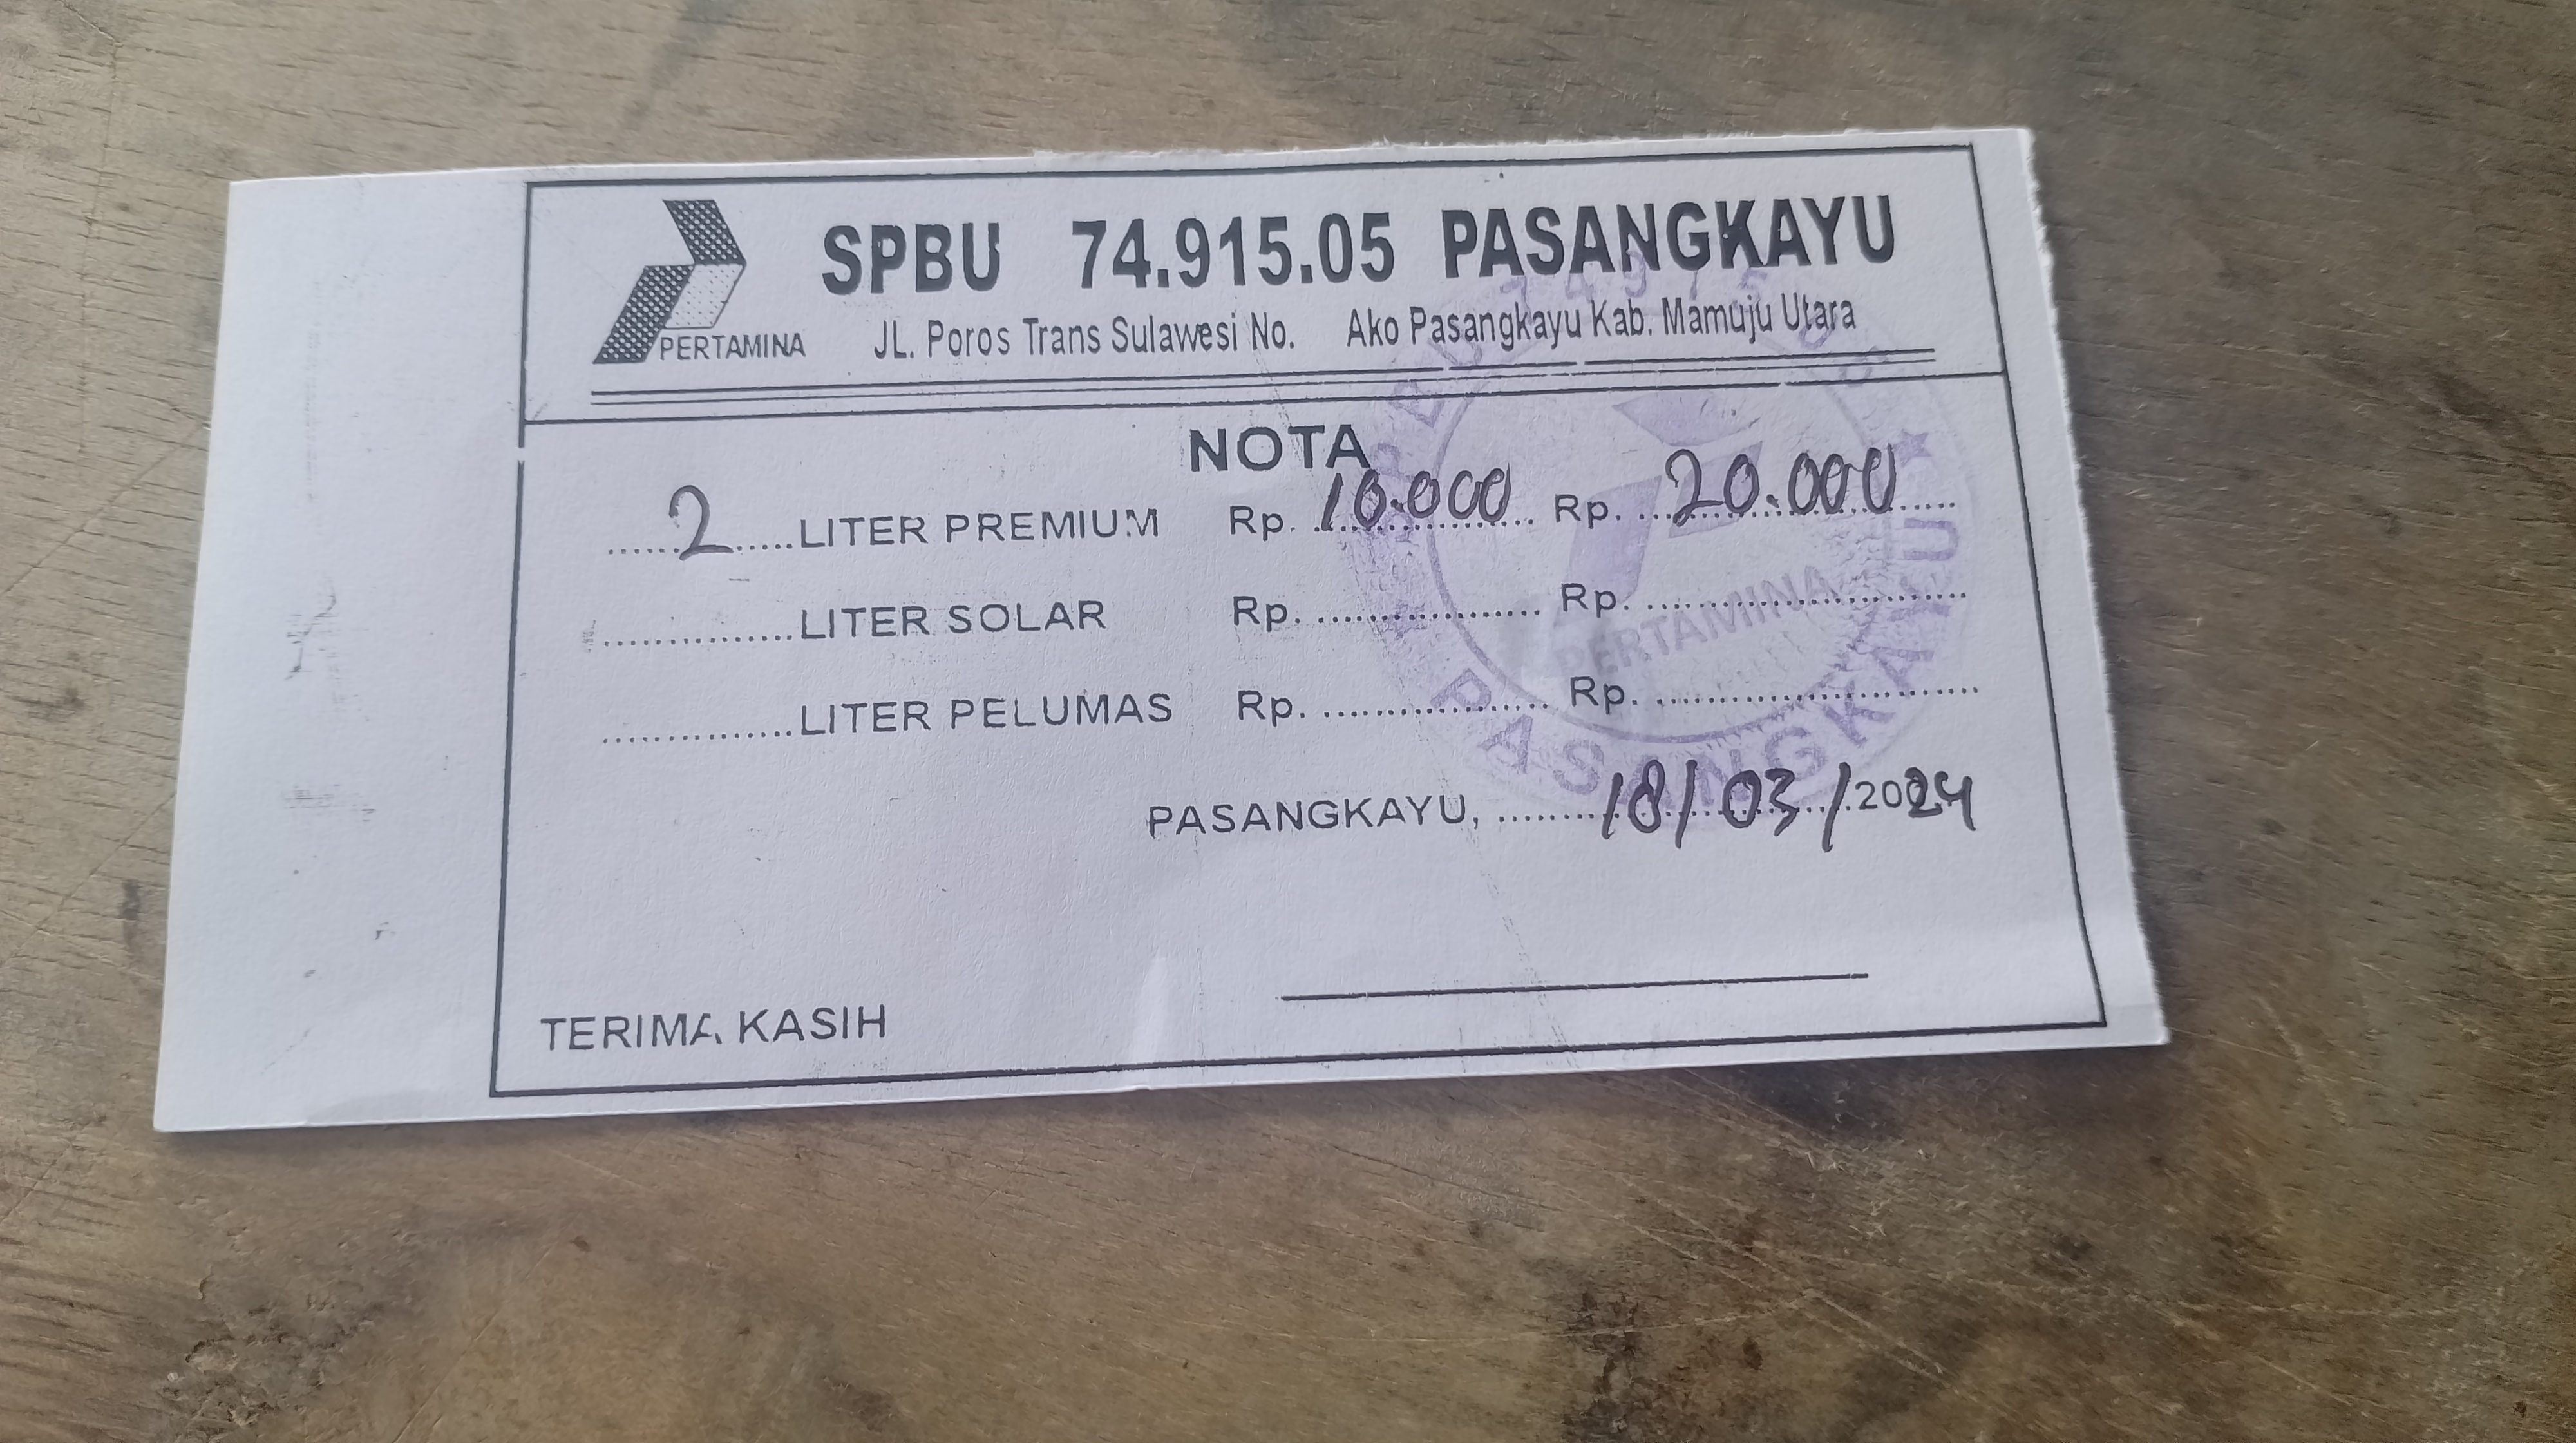 SPBU 74.915.05 PASANGKAYU
PERTAMINA
JL. Poros Trans Sulawesi No. Ako Pasangkayu Kab. Mamuju Utara
NOTA
2 LITER PREMIUM Rp. 10.000 Rp. 20.000
LITER SOLAR Rp. Rp.
LITER PELUMAS Rp. Rp.
PERTAMINA
PASANGKAYU
PASANGKAYU, 18/03/2024
TERIMA KASIH